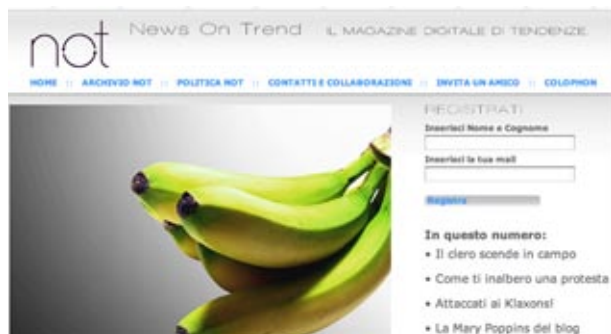 not News On Trend IL MAGAZINE DIGITALE DI TENDENZE
HOME :: ARCHIVIO NOT :: POLITICA NOT :: CONTATTI E COLLABORAZIONI :: INVITA UN AMICO :: COLOPHON
REGISTRATI
Inserisci Nome e Cognome
Inserisci la tua mail
Registra
In questo numero:
• Il clero scende in campo
• Come ti inalbero una protesta
• Attaccati ai Klaxons!
• La Mary Poppins del blog